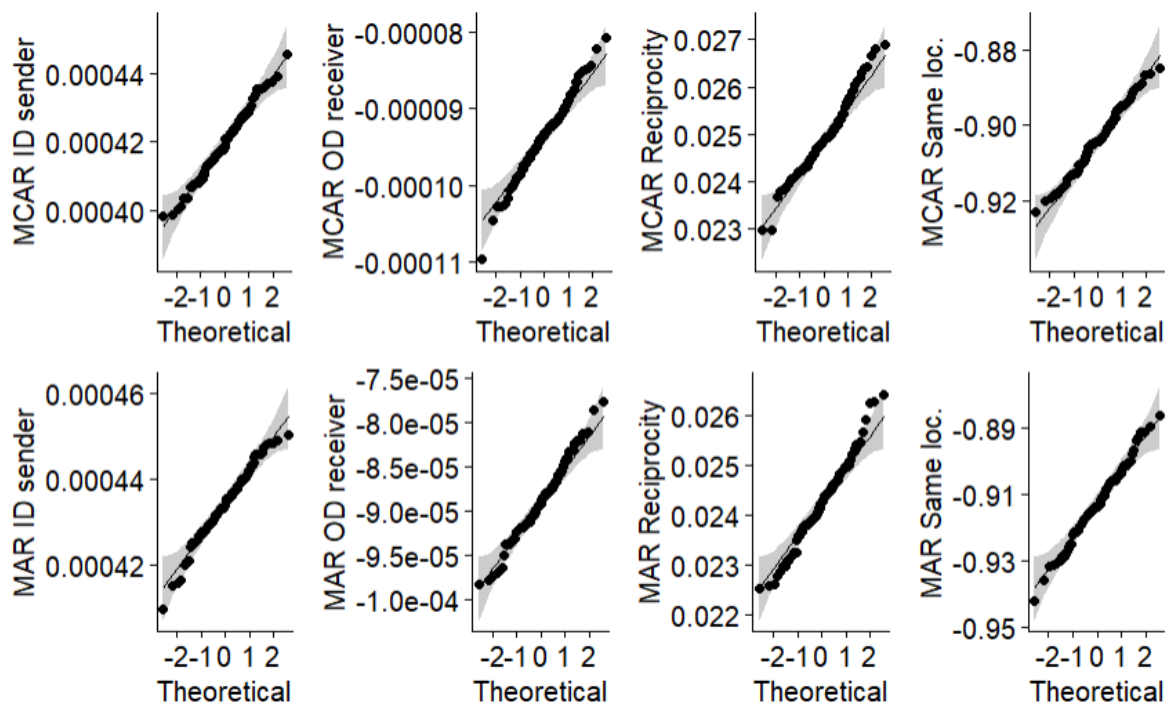 MCAR ID sender
0.00044
0.00042
0.00040
-2 -1 0 1 2
Theoretical
MCAR OD receiver
-0.00008
-0.00009
-0.00010
-0.00011
-2 -1 0 1 2
Theoretical
MCAR Reciprocity
0.027
0.026
0.025
0.024
0.023
-2 -1 0 1 2
Theoretical
MCAR Same loc.
-0.88
-0.90
-0.92
-2 -1 0 1 2
Theoretical
MAR ID sender
0.00046
0.00044
0.00042
-2 -1 0 1 2
Theoretical
MAR OD receiver
-7.5e-05
-8.0e-05
-8.5e-05
-9.0e-05
-9.5e-05
-1.0e-04
-2 -1 0 1 2
Theoretical
MAR Reciprocity
0.026
0.025
0.024
0.023
0.022
-2 -1 0 1 2
Theoretical
MAR Same loc.
-0.89
-0.91
-0.93
-0.95
-2 -1 0 1 2
Theoretical